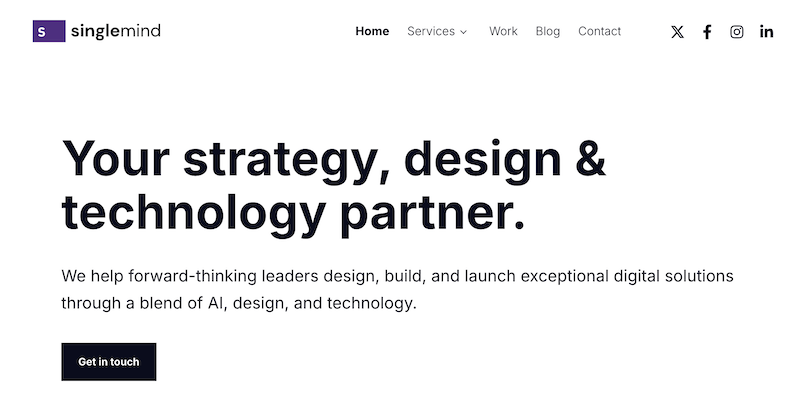 S singlemind
Home Services Work Blog Contact
Your strategy, design &
technology partner.
We help forward-thinking leaders design, build, and launch exceptional digital solutions
through a blend of AI, design, and technology.
Get in touch